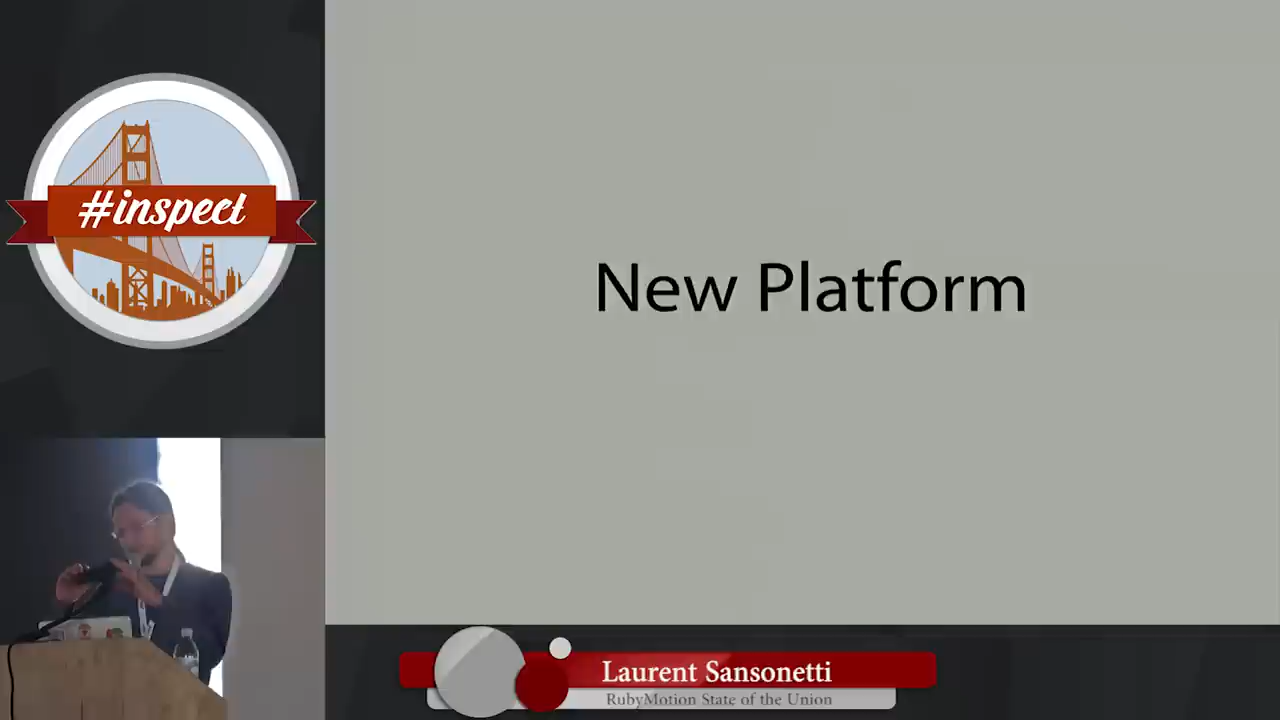 #inspect
New Platform
Laurent Sansonetti
RubyMotion State of the Union